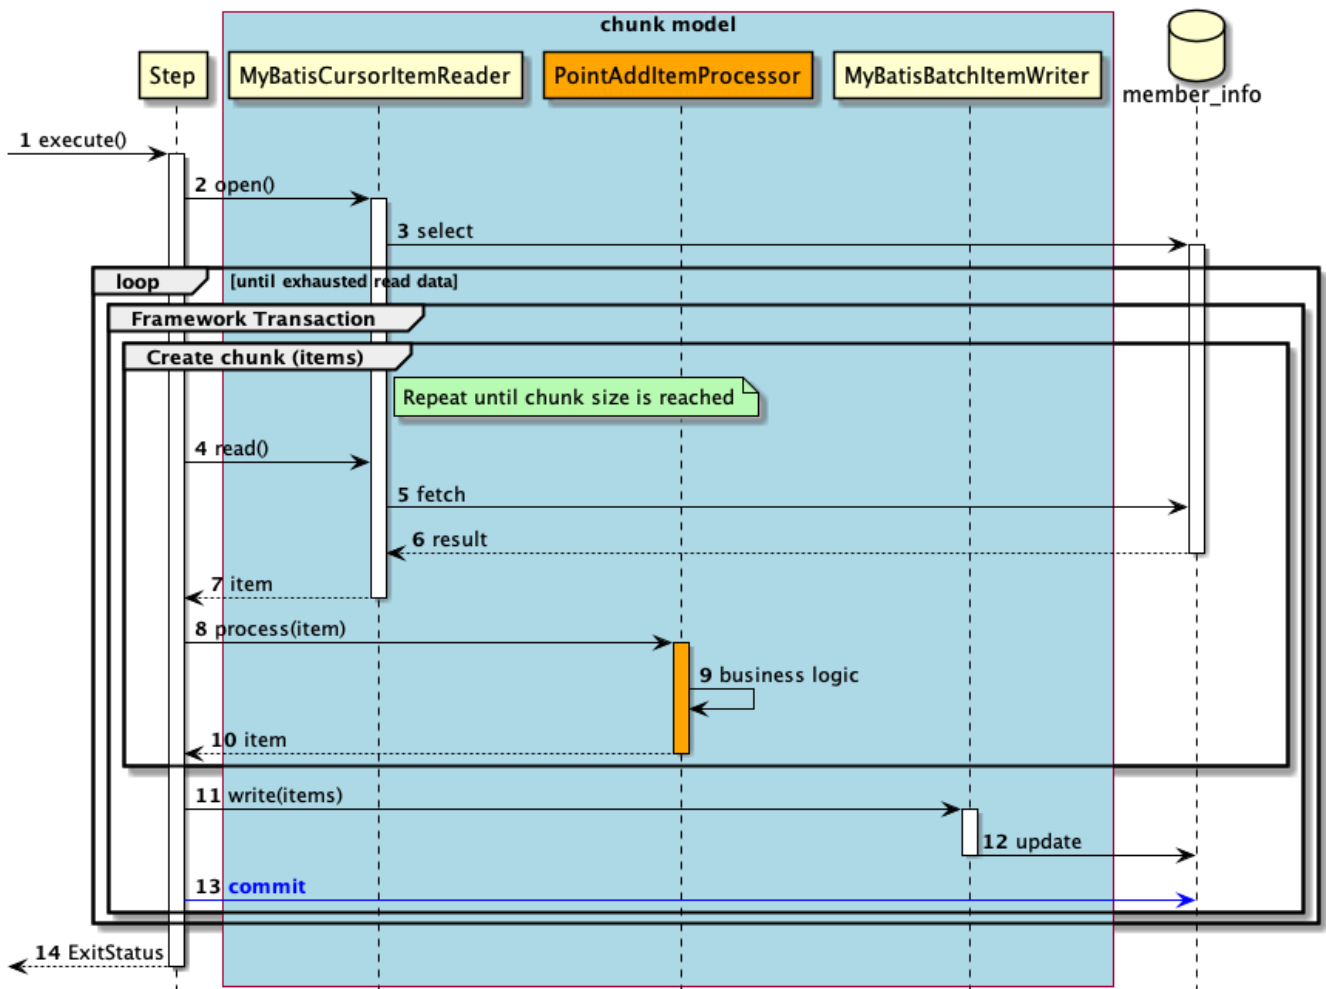 chunk model
Step
MyBatisCursorItemReader
PointAddItemProcessor
MyBatisBatchItemWriter
member_info
1 execute()
2 open()
3 select
loop
[until exhausted read data]
Framework Transaction
Create chunk (items)
Repeat until chunk size is reached
4 read()
5 fetch
6 result
7 item
8 process(item)
9 business logic
10 item
11 write(items)
12 update
13 commit
14 ExitStatus